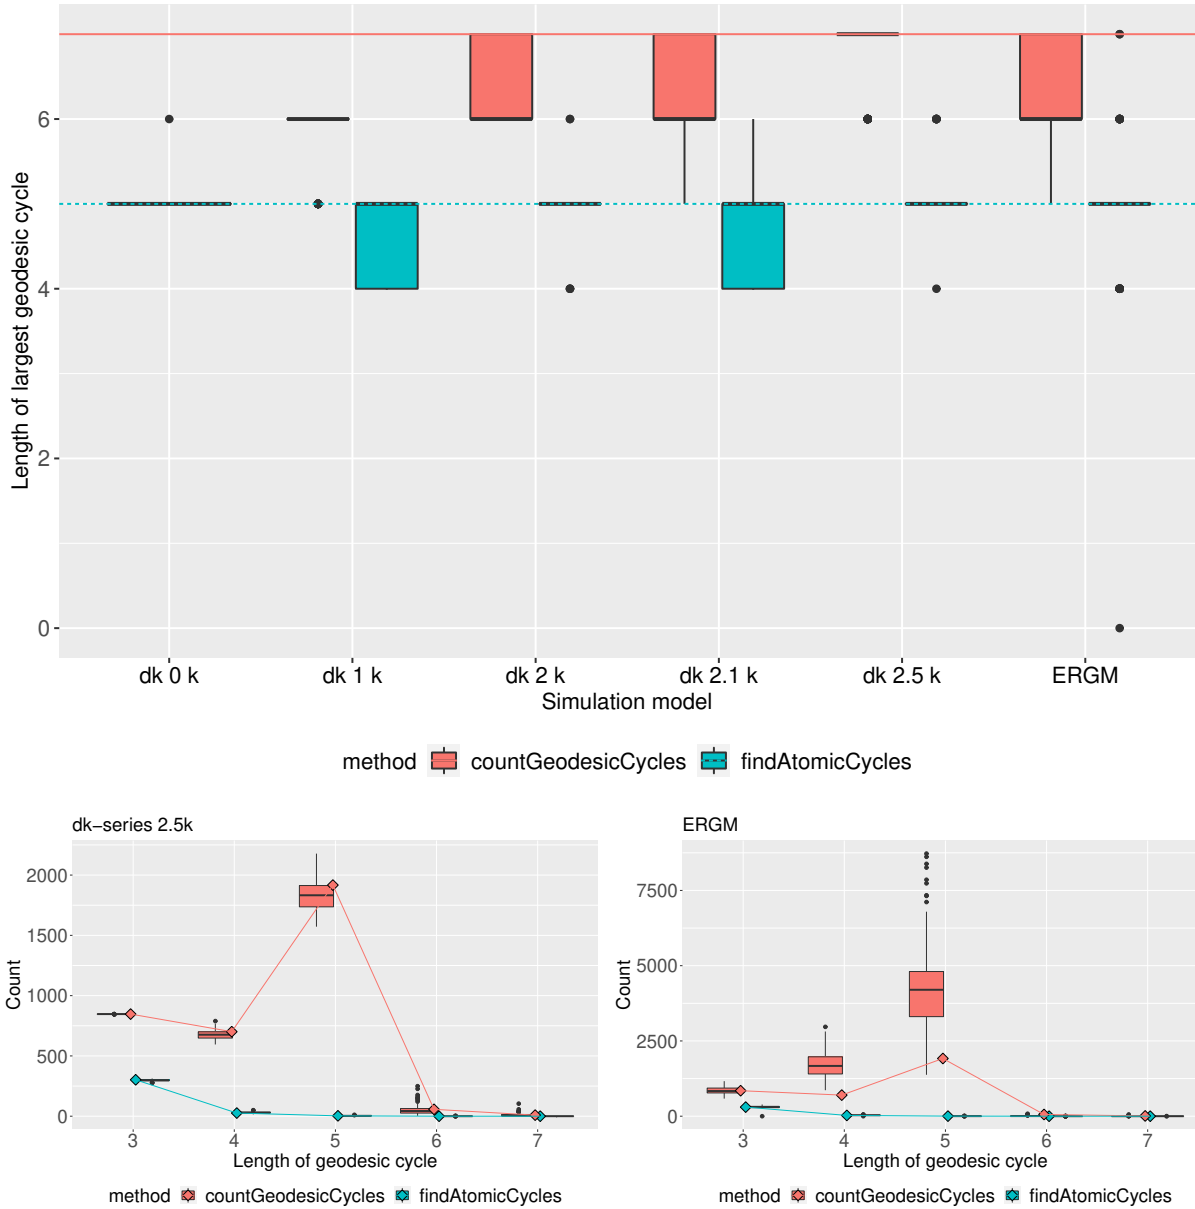 Length of largest geodesic cycle
6
4
2
0
dk 0 k dk 1 k dk 2 k dk 2.1 k dk 2.5 k ERGM
Simulation model
method countGeodesicCycles findAtomicCycles
dk−series 2.5k
Count
2000
1500
1000
500
0
3 4 5 6 7
Length of geodesic cycle
method countGeodesicCycles findAtomicCycles
ERGM
Count
7500
5000
2500
0
3 4 5 6 7
Length of geodesic cycle
method countGeodesicCycles findAtomicCycles